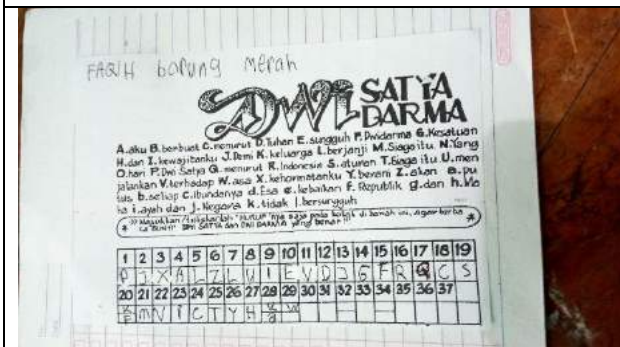 FAQIH barung merah
DWI SATYA
DARMA
A.aku B.berbuat C.menurut D.Tuhan E.sungguh F.Dwidarma G.Kesatuan
H.dan I.kewajibanku J.Demi K.keluarga L.berjanji M.Siaga itu N.Yang
O.hari P.Dwi Satya Q.menurut R.Indonesia S.aturan T.Siaga itu U.men
jalankan V.terhadap W.asa X.kehormatanku Y.berani Z.akan a.pu
tus b.setiap c.ibundanya d.Esa e.kebaikan F.Republik g.dan h.Ma
ha i.ayah dan j.Negara k.tidak l.bersungguh
1 2 3 4 5 6 7 8 9 10 11 12 13 14 15 16 17 18 19
P J X A L Z L U I E V D J G F R Q C S
20 21 22 23 24 25 26 27 28 29 30 31 32 33 34 35 36 37
M V i C T Y H W